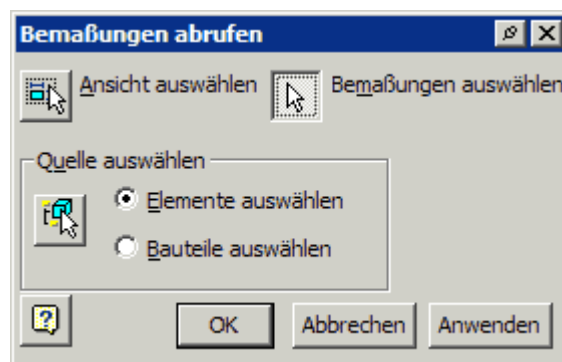 Bemaßungen abrufen
Ansicht auswählen Bemaßungen auswählen
Quelle auswählen
Elemente auswählen
Bauteile auswählen
OK Abbrechen Anwenden